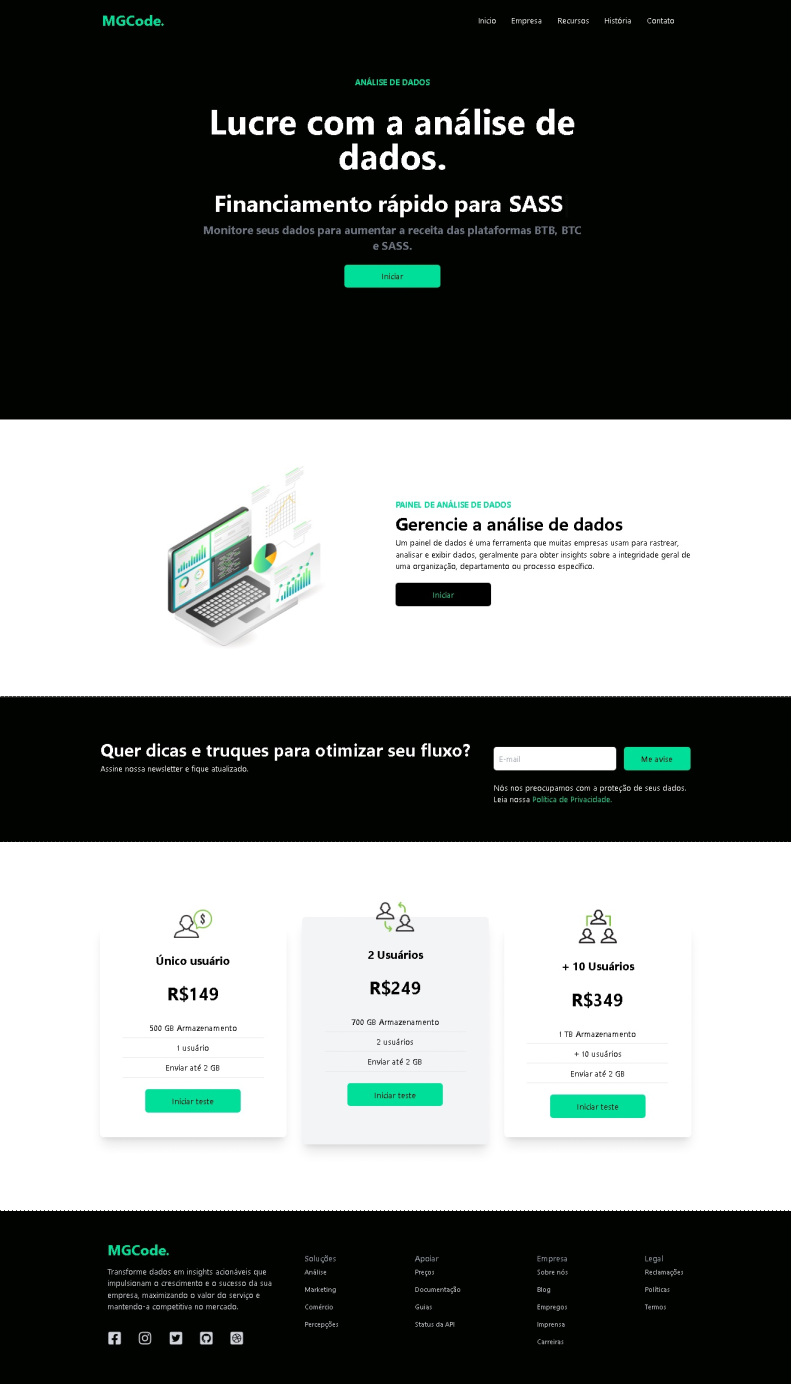 MGCode.
Inicio Empresa Recursos História Contato
ANÁLISE DE DADOS
Lucre com a análise de
dados.
Financiamento rápido para SASS
Monitore seus dados para aumentar a receita das plataformas BTB, BTC
e SASS.
Iniciar
PAINEL DE ANÁLISE DE DADOS
Gerencie a análise de dados
Um painel de dados é uma ferramenta que muitas empresas usam para rastrear,
analisar e exibir dados, geralmente para obter insights sobre a integridade geral de
uma organização, departamento ou processo específico.
Iniciar
Quer dicas e truques para otimizar seu fluxo?
Assine nossa newsletter e fique atualizado.
E-mail
Me avise
Nós nos preocupamos com a proteção de seus dados.
Leia nossa Política de Privacidade.
Único usuário
R$149
500 GB Armazenamento
1 usuário
Enviar até 2 GB
Iniciar teste
2 Usuários
R$249
700 GB Armazenamento
2 usuários
Enviar até 2 GB
Iniciar teste
+ 10 Usuários
R$349
1 TB Armazenamento
+ 10 usuários
Enviar até 2 GB
Iniciar teste
MGCode.
Transforme dados em insights acionáveis que
impulsionam o crescimento e o sucesso da sua
empresa, maximizando o valor do serviço e
mantendo-a competitiva no mercado.
Soluções
Análise
Marketing
Comércio
Percepções
Apoiar
Preços
Documentação
Guias
Status da API
Empresa
Sobre nós
Blog
Empregos
Imprensa
Carreiras
Legal
Reclamações
Políticas
Termos